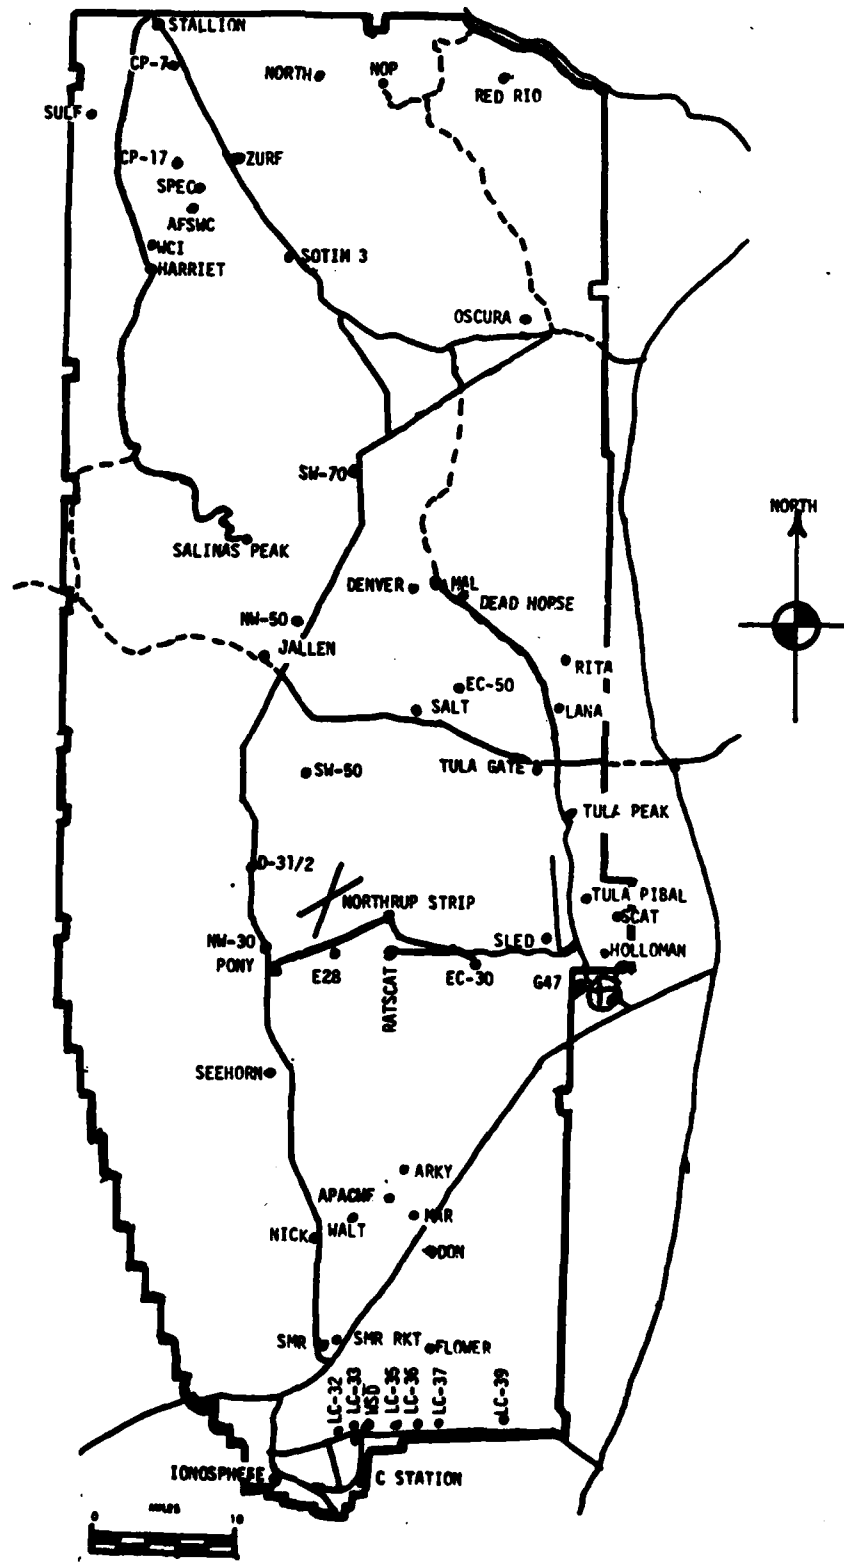 STALLION
CP-7
NORTH
NOP
RED RIO
SULF
CP-17
ZURF
SPEC
AFSWC
WCI
HARRIET
SOTIM 3
OSCURA
SW-70
NORTH
SALINAS PEAK
DENVER
MAL
DEAD HORSE
NW-50
JALLEN
RITA
EC-50
SALT
LANA
TULA GATE
SW-50
TULA PEAK
D-31/2
NORTHRUP STRIP
TULA PIBAL
SCAT
NW-30
SLED
HOLLOMAN
PONY
E28
RATSCAT
EC-30
G47
SEEHORN
ARKY
APACHE
MAR
NICK
WALT
DON
SMR
SMR RKT
FLOWER
LC-32
LC-33
WSD
LC-35
LC-36
LC-37
LC-39
IONOSPHERE
C STATION
MILES
0 10